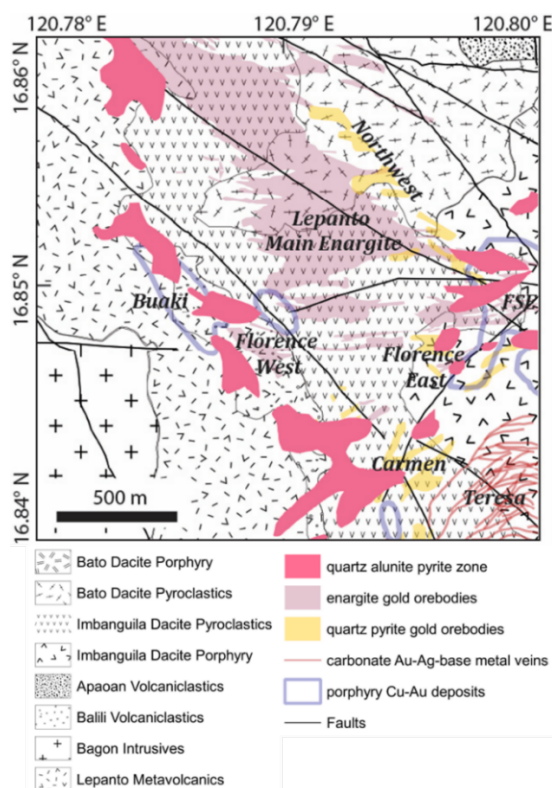 120.78° E 120.79° E 120.80° E
16.86° N
Northwest
Lepanto
Main Enargite
16.85° N
Buaki
FSE
Florence
West
Florence
East
Carmen
Teresa
16.84° N
500 m
Bato Dacite Porphyry
Bato Dacite Pyroclastics
Imbanguila Dacite Pyroclastics
Imbanguila Dacite Porphyry
Apaoan Volcaniclastics
Balili Volcaniclastics
Bagon Intrusives
Lepanto Metavolcanics
quartz alunite pyrite zone
enargite gold orebodies
quartz pyrite gold orebodies
carbonate Au-Ag-base metal veins
porphyry Cu-Au deposits
Faults